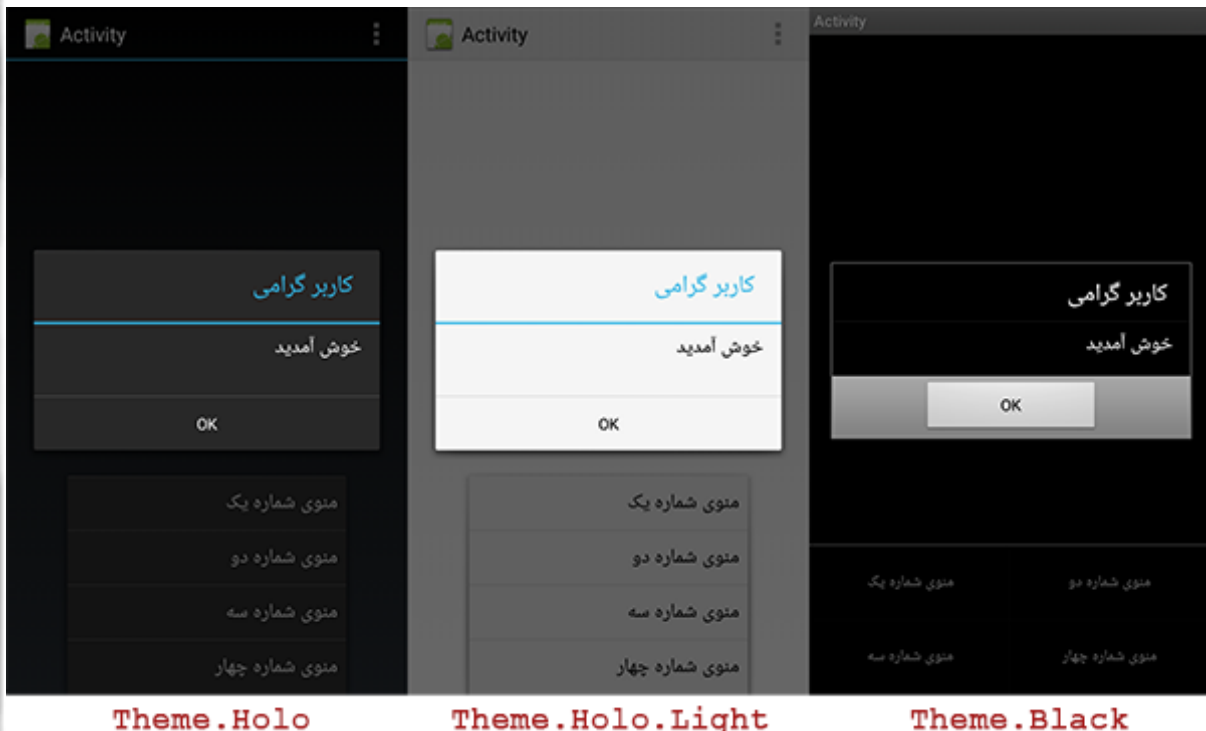 Activity
کاربر گرامی
خوش آمدید
OK
منوی شماره یک
منوی شماره دو
منوی شماره سه
منوی شماره چهار
Theme.Holo
Activity
کاربر گرامی
خوش آمدید
OK
منوی شماره یک
منوی شماره دو
منوی شماره سه
منوی شماره چهار
Theme.Holo.Light
Activity
کاربر گرامی
خوش آمدید
OK
منوی شماره دو
منوی شماره یک
منوی شماره چهار
منوی شماره سه
Theme.Black